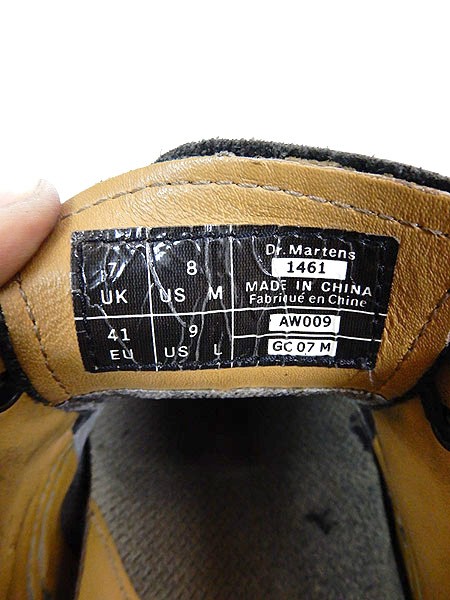 7 UK
8 US M
41 EU
9 US L
Dr. Martens
1461
MADE IN CHINA
Fabriqué en Chine
AW009
GC 07 M